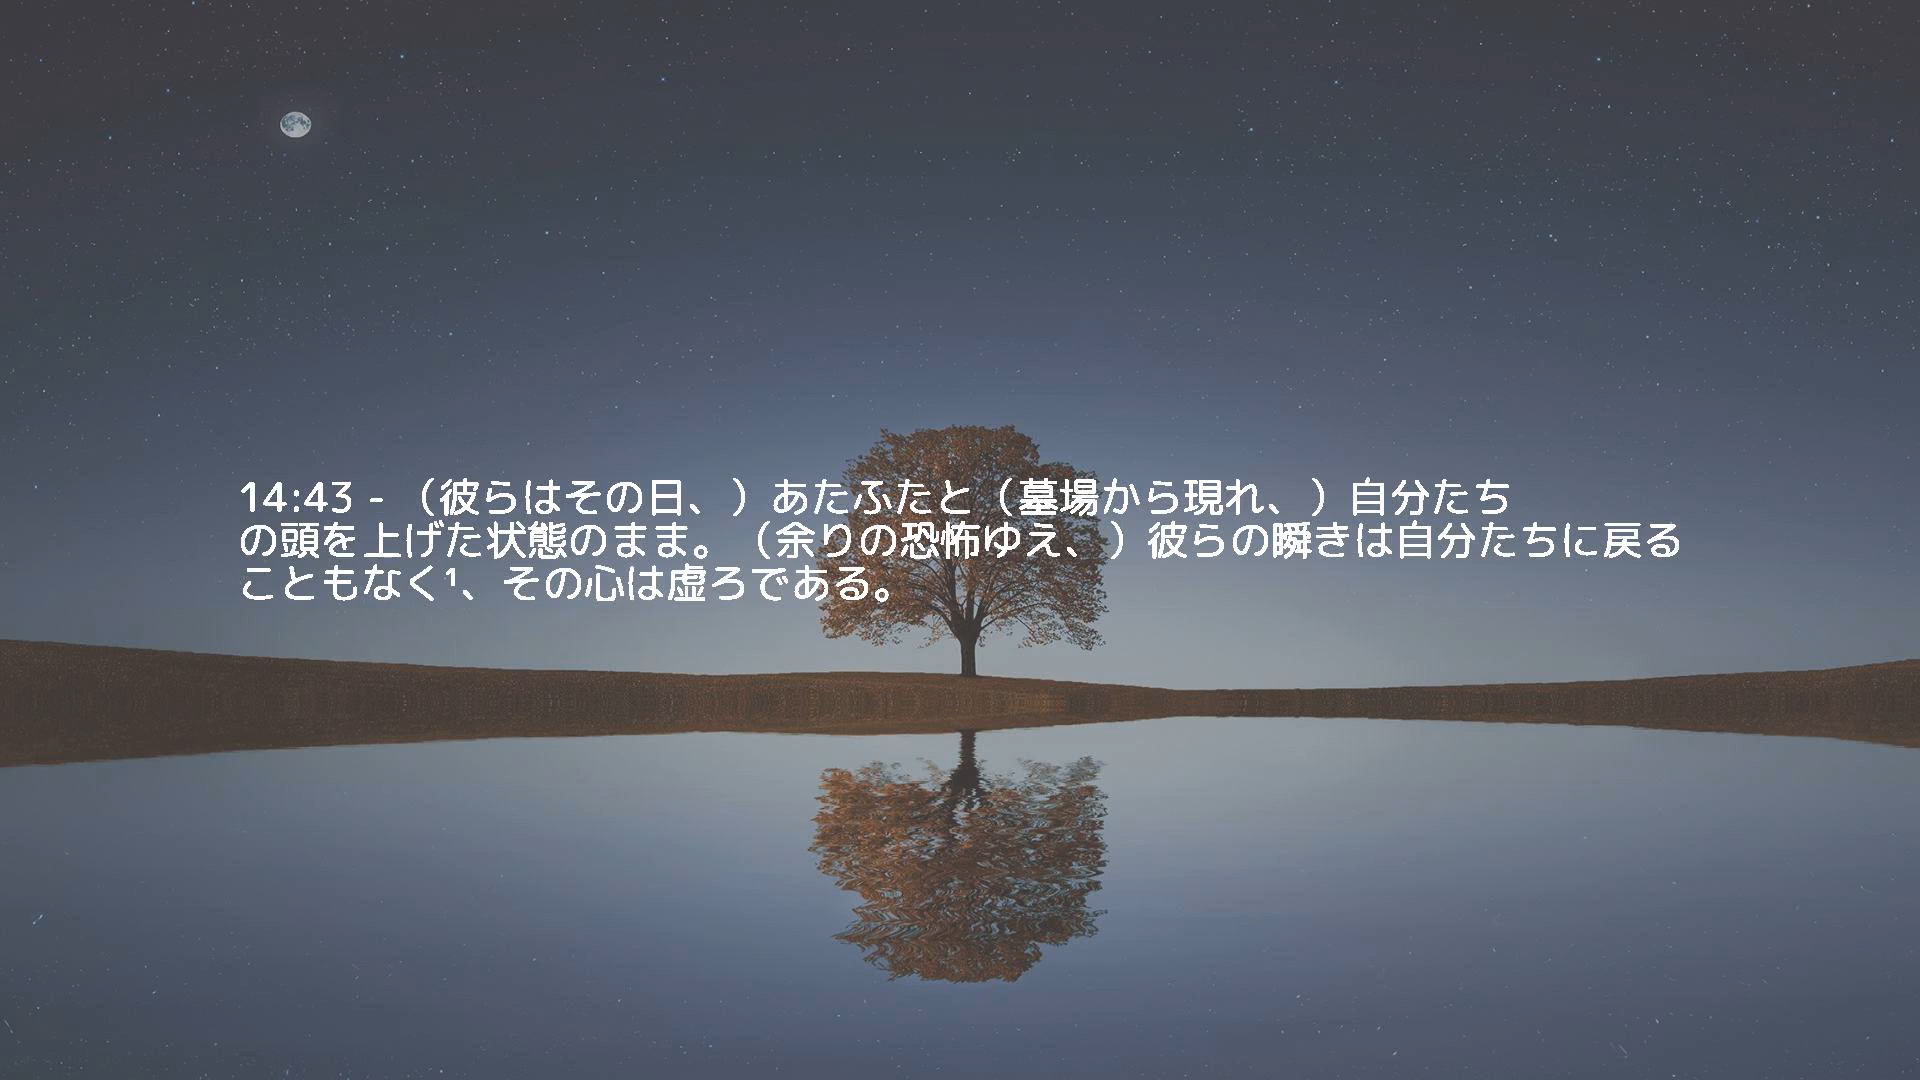 14:43 - （彼らはその日、）あたふたと（墓場から現れ、）自分たち
の頭を上げた状態のまま。（余りの恐怖ゆえ、）彼らの瞬きは自分たちに戻る
こともなく¹、その心は虚ろである。